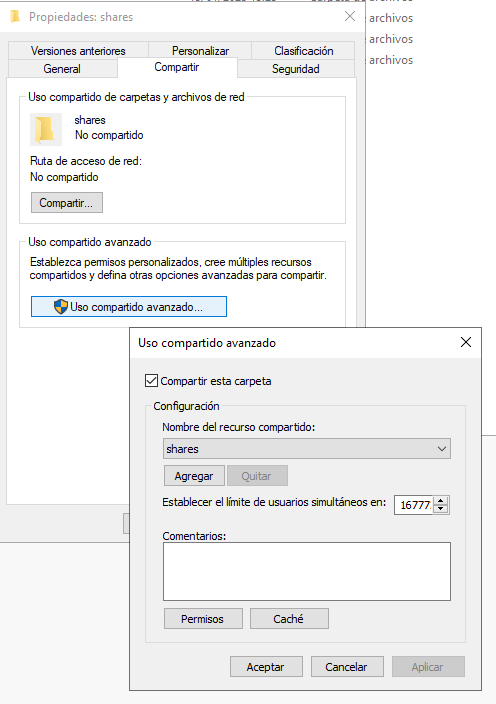 Propiedades: shares
archivos
archivos
archivos
Versiones anteriores
Personalizar
Clasificación
General
Compartir
Seguridad
Uso compartido de carpetas y archivos de red
shares
No compartido
Ruta de acceso de red:
No compartido
Compartir...
Uso compartido avanzado
Establezca permisos personalizados, cree múltiples recursos
compartidos y defina otras opciones avanzadas para compartir.
Uso compartido avanzado...
Uso compartido avanzado
Compartir esta carpeta
Configuración
Nombre del recurso compartido:
shares
Agregar
Quitar
Establecer el límite de usuarios simultáneos en:
16777
Comentarios:
Permisos
Caché
Aceptar
Cancelar
Aplicar